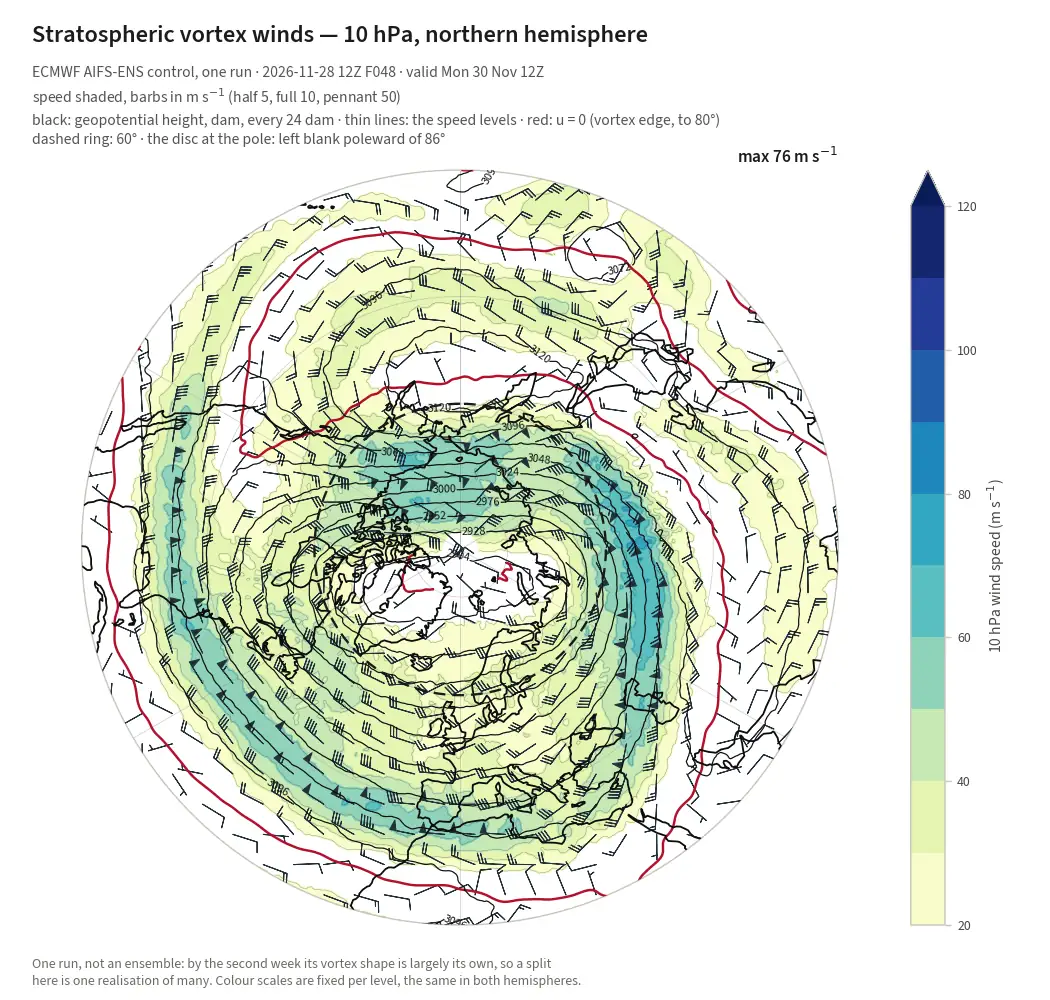 Stratospheric vortex winds — 10 hPa, northern hemisphere
ECMWF AIFS-ENS control, one run · 2026-11-28 12Z F048 · valid Mon 30 Nov 12Z
speed shaded, barbs in m s⁻¹ (half 5, full 10, pennant 50)
black: geopotential height, dam, every 24 dam · thin lines: the speed levels · red: u = 0 (vortex edge, to 80°)
dashed ring: 60° · the disc at the pole: left blank poleward of 86°
max 76 m s⁻¹
120
100
80
60
40
20
10 hPa wind speed (m s⁻¹)
3072
3096
3120
3120
3096
3048
3024
3000
2976
2952
2928
3096
One run, not an ensemble: by the second week its vortex shape is largely its own, so a split
here is one realisation of many. Colour scales are fixed per level, the same in both hemispheres.